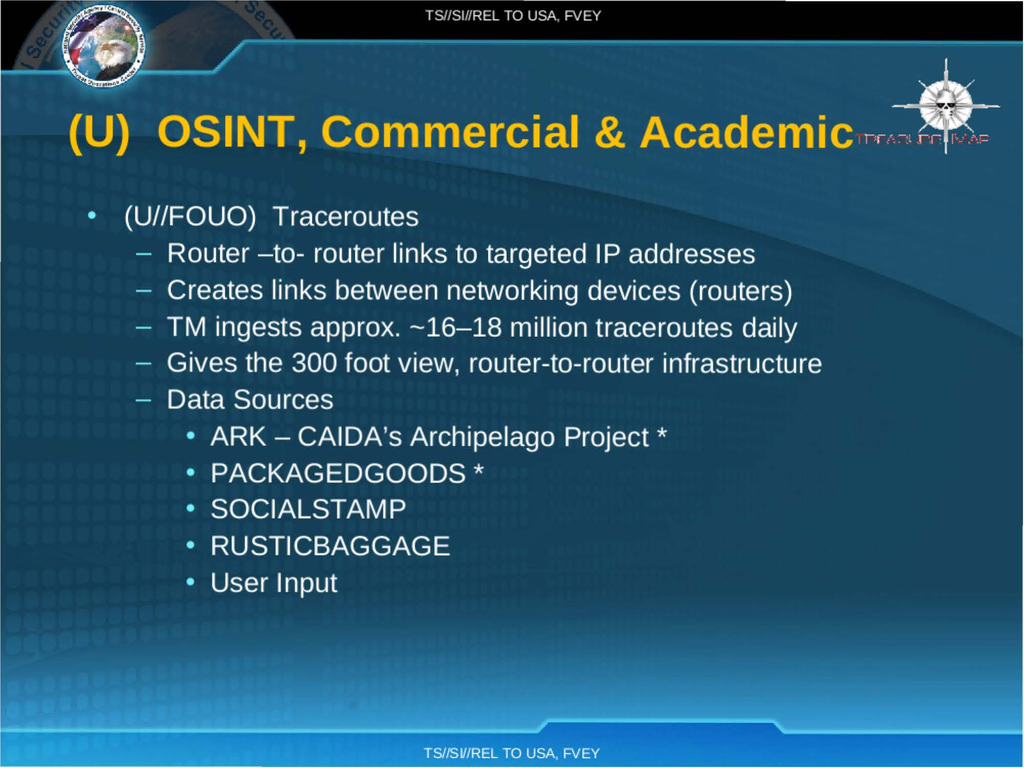 TS//SI//REL TO USA, FVEY
(U) OSINT, Commercial & Academic
TREASURE MAP
• (U//FOUO) Traceroutes
– Router –to- router links to targeted IP addresses
– Creates links between networking devices (routers)
– TM ingests approx. ~16–18 million traceroutes daily
– Gives the 300 foot view, router-to-router infrastructure
– Data Sources
• ARK – CAIDA's Archipelago Project *
• PACKAGEDGOODS *
• SOCIALSTAMP
• RUSTICBAGGAGE
• User Input
TS//SI//REL TO USA, FVEY